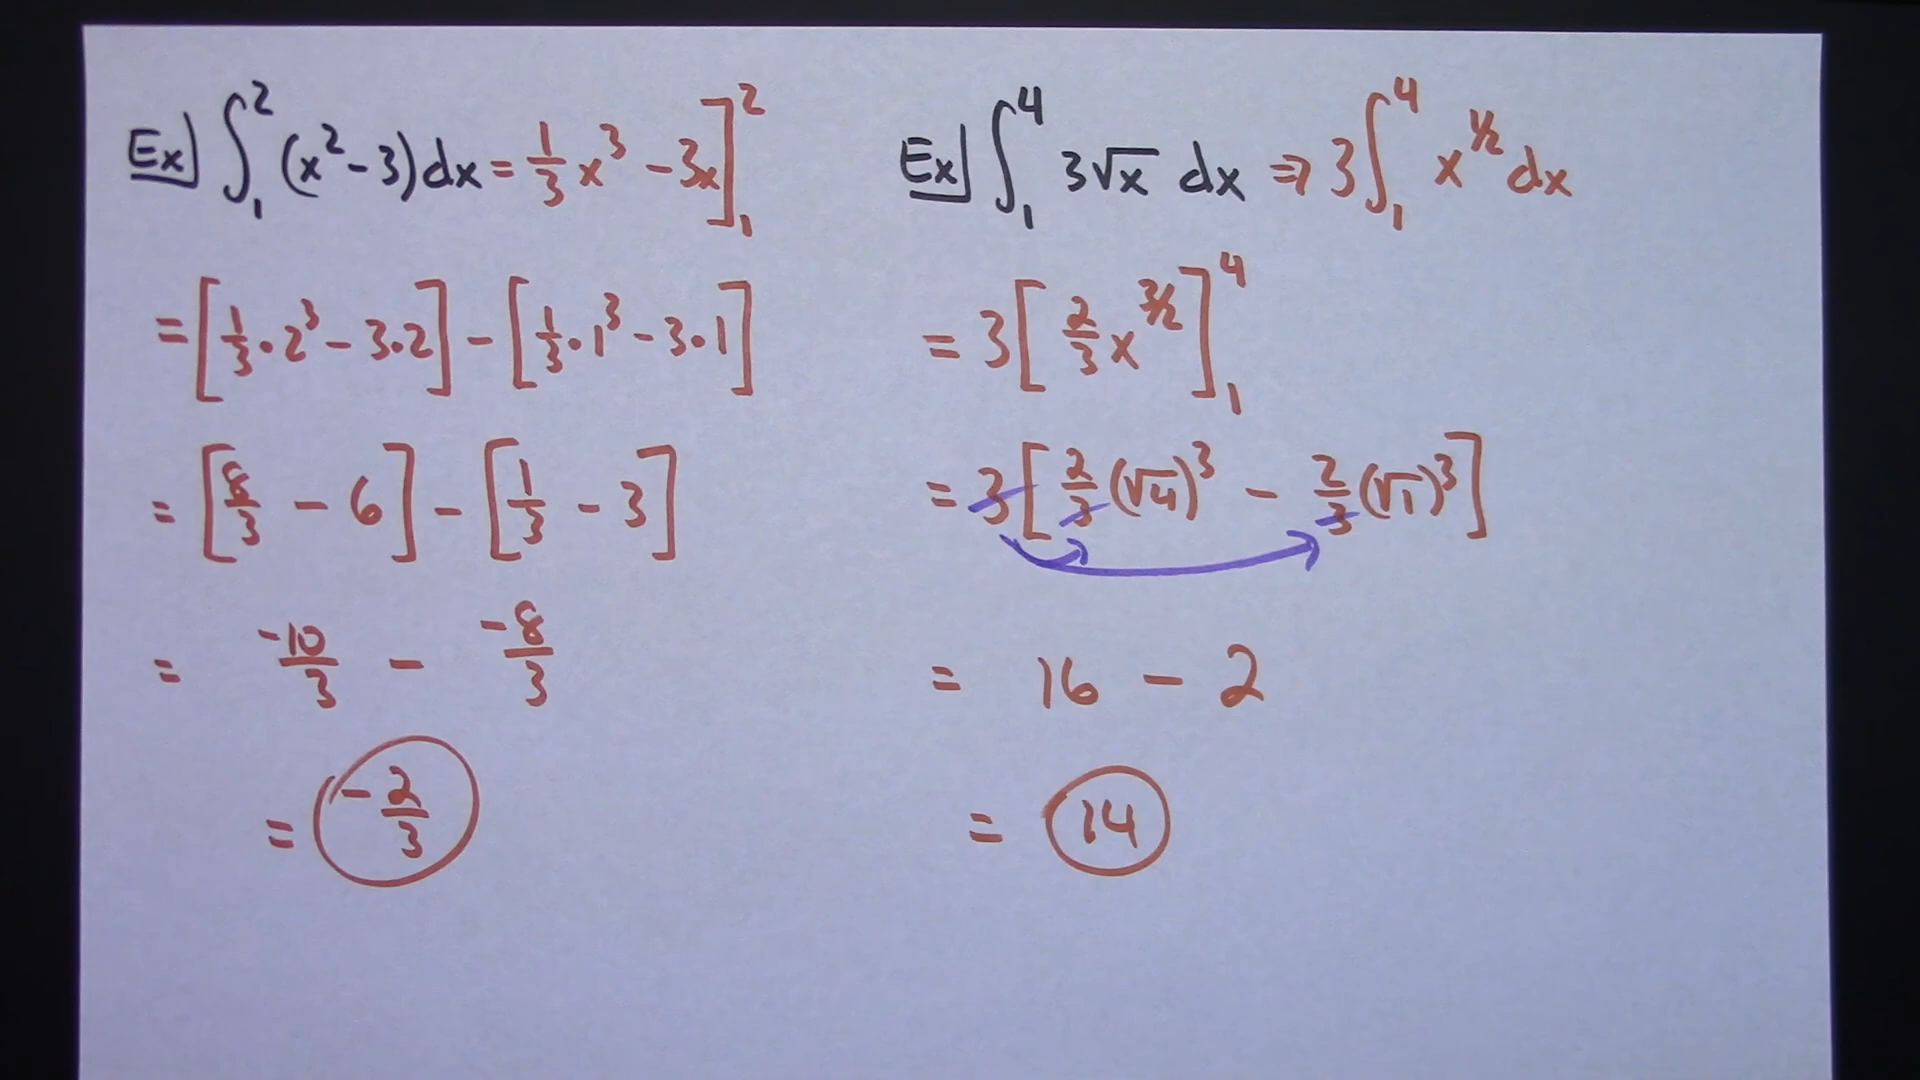 Ex ∫₁² (x² - 3) dx = 1/3 x³ - 3x]₁²
= [1/3 · 2³ - 3·2] - [1/3 · 1³ - 3·1]
= [8/3 - 6] - [1/3 - 3]
= -10/3 - -8/3
= -2/3
Ex ∫₁⁴ 3√x dx ⇒ 3∫₁⁴ x^1/2 dx
= 3[2/3 x^3/2]₁⁴
= 3[2/3 (√4)³ - 2/3 (√1)³]
= 16 - 2
= 14